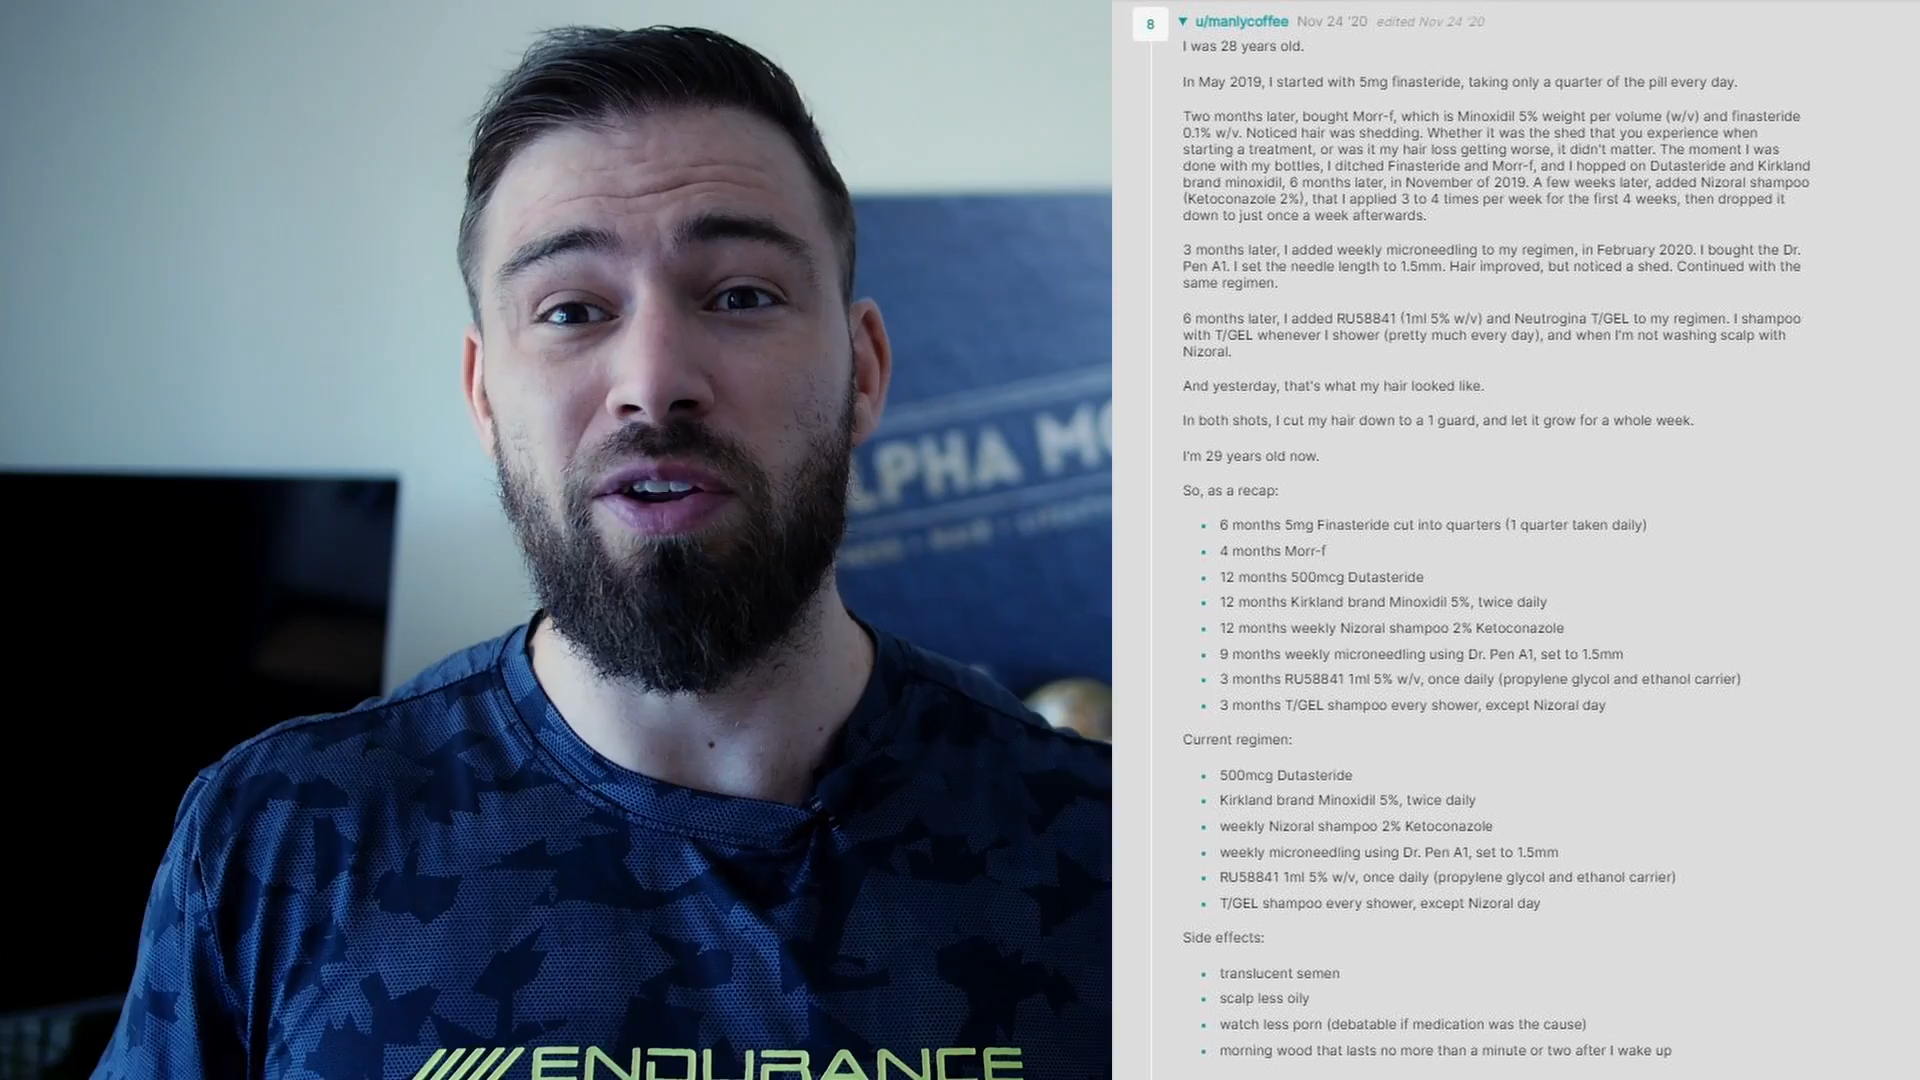 LPHA MO
ENDURANCE
8
u/manlycoffee Nov 24 '20 edited Nov 24 '20
I was 28 years old.
In May 2019, I started with 5mg finasteride, taking only a quarter of the pill every day.
Two months later, bought Morr-f, which is Minoxidil 5% weight per volume (w/v) and finasteride
0.1% w/v. Noticed hair was shedding. Whether it was the shed that you experience when
starting a treatment, or was it my hair loss getting worse, it didn't matter. The moment I was
done with my bottles, I ditched Finasteride and Morr-f, and I hopped on Dutasteride and Kirkland
brand minoxidil, 6 months later, in November of 2019. A few weeks later, added Nizoral shampoo
(Ketoconazole 2%), that I applied 3 to 4 times per week for the first 4 weeks, then dropped it
down to just once a week afterwards.
3 months later, I added weekly microneedling to my regimen, in February 2020. I bought the Dr.
Pen A1. I set the needle length to 1.5mm. Hair improved, but noticed a shed. Continued with the
same regimen.
6 months later, I added RU58841 (1ml 5% w/v) and Neutrogina T/GEL to my regimen. I shampoo
with T/GEL whenever I shower (pretty much every day), and when I'm not washing scalp with
Nizoral.
And yesterday, that's what my hair looked like.
In both shots, I cut my hair down to a 1 guard, and let it grow for a whole week.
I'm 29 years old now.
So, as a recap:
• 6 months 5mg Finasteride cut into quarters (1 quarter taken daily)
• 4 months Morr-f
• 12 months 500mcg Dutasteride
• 12 months Kirkland brand Minoxidil 5%, twice daily
• 12 months weekly Nizoral shampoo 2% Ketoconazole
• 9 months weekly microneedling using Dr. Pen A1, set to 1.5mm
• 3 months RU58841 1ml 5% w/v, once daily (propylene glycol and ethanol carrier)
• 3 months T/GEL shampoo every shower, except Nizoral day
Current regimen:
• 500mcg Dutasteride
• Kirkland brand Minoxidil 5%, twice daily
• weekly Nizoral shampoo 2% Ketoconazole
• weekly microneedling using Dr. Pen A1, set to 1.5mm
• RU58841 1ml 5% w/v, once daily (propylene glycol and ethanol carrier)
• T/GEL shampoo every shower, except Nizoral day
Side effects:
• translucent semen
• scalp less oily
• watch less porn (debatable if medication was the cause)
• morning wood that lasts no more than a minute or two after I wake up